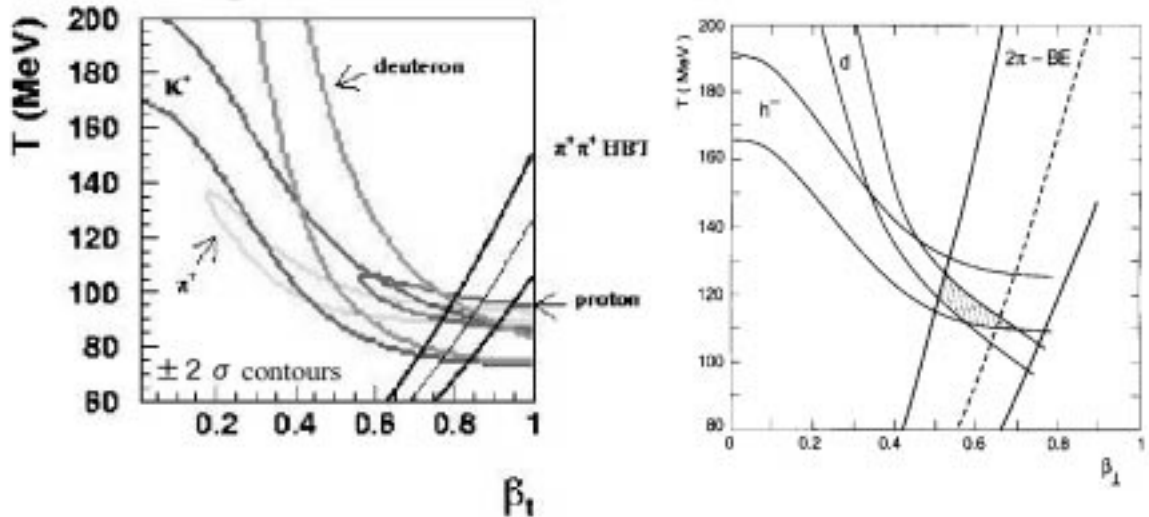 200
180
160
140
120
100
80
60
T (MeV)
K⁺
deuteron
π⁺π⁺ HBT
π⁺
proton
± 2 σ contours
0.2 0.4 0.6 0.8 1
βt
200
180
160
140
120
100
80
T (MeV)
h⁻
d
2π – BE
0 0.2 0.4 0.6 0.8 1
β⊥